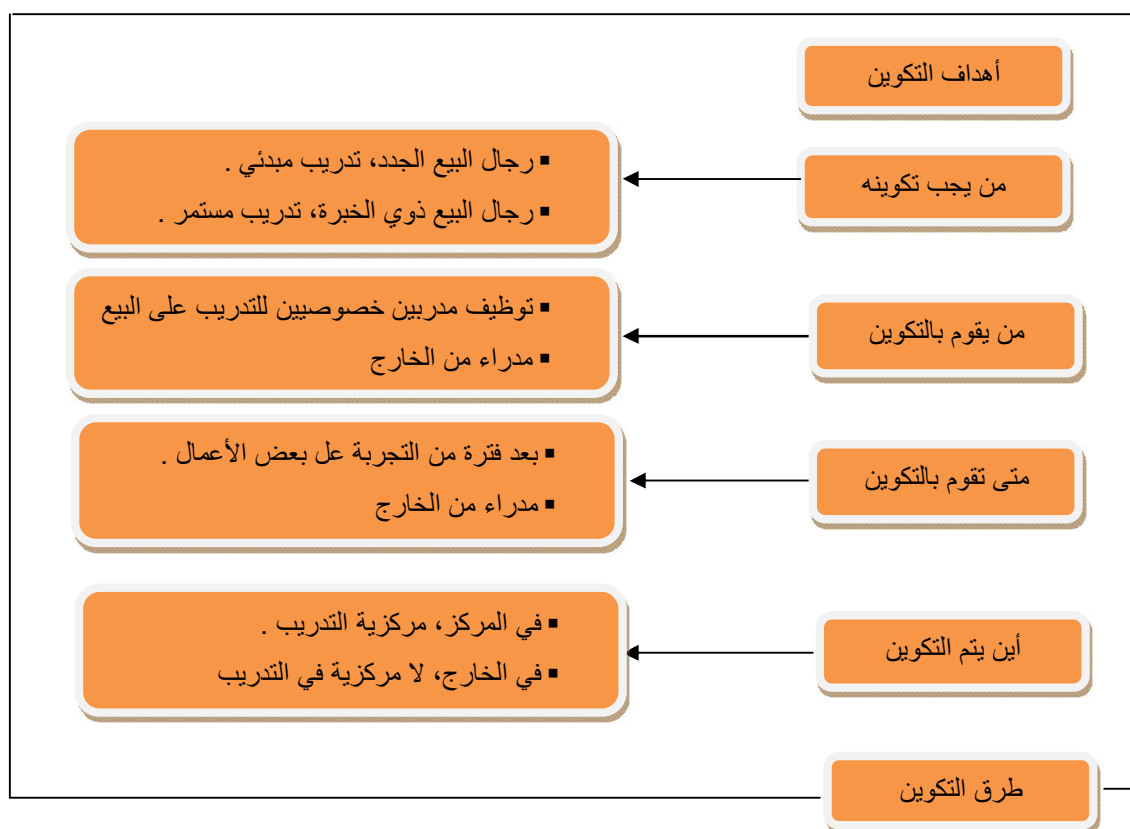 أهداف التكوين
من يجب تكوينه
▪ رجال البيع الجدد، تدريب مبدئي .
▪ رجال البيع ذوي الخبرة، تدريب مستمر .
من يقوم بالتكوين
▪ توظيف مدربين خصوصيين للتدريب على البيع
▪ مدراء من الخارج
متى تقوم بالتكوين
▪ بعد فترة من التجربة عل بعض الأعمال .
▪ مدراء من الخارج
أين يتم التكوين
▪ في المركز، مركزية التدريب .
▪ في الخارج، لا مركزية في التدريب
طرق التكوين